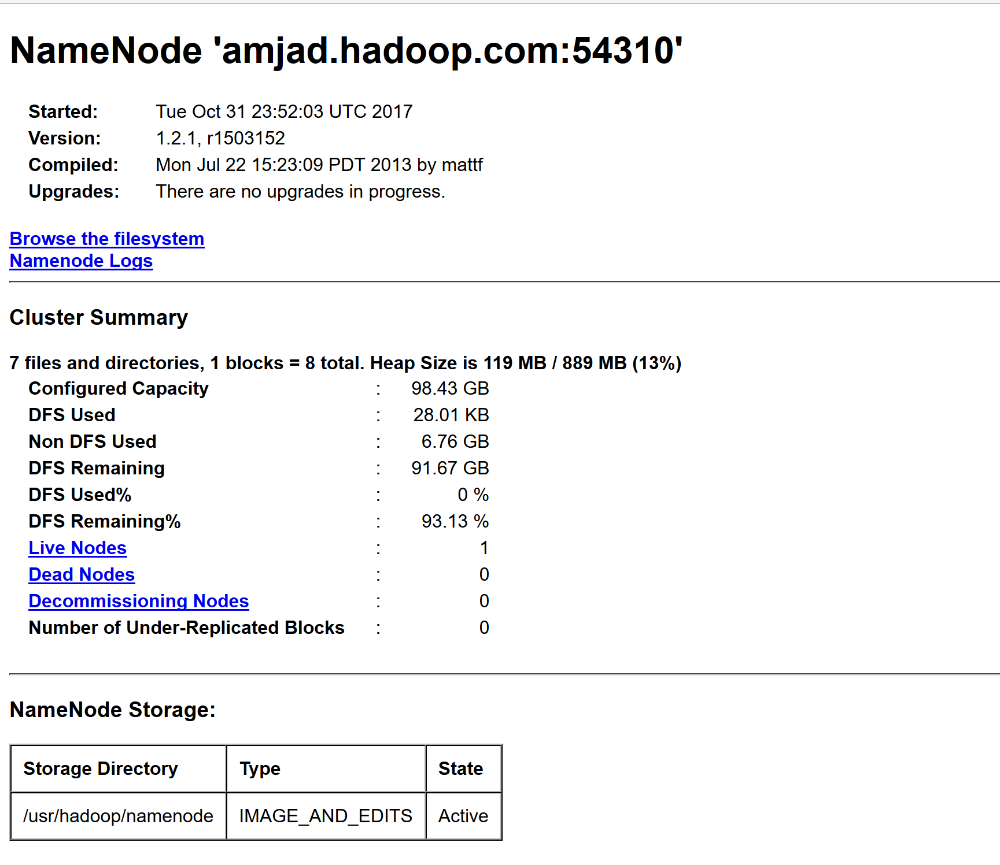 NameNode 'amjad.hadoop.com:54310'
Started: Tue Oct 31 23:52:03 UTC 2017
Version: 1.2.1, r1503152
Compiled: Mon Jul 22 15:23:09 PDT 2013 by mattf
Upgrades: There are no upgrades in progress.
Browse the filesystem
Namenode Logs
Cluster Summary
7 files and directories, 1 blocks = 8 total. Heap Size is 119 MB / 889 MB (13%)
Configured Capacity : 98.43 GB
DFS Used : 28.01 KB
Non DFS Used : 6.76 GB
DFS Remaining : 91.67 GB
DFS Used% : 0 %
DFS Remaining% : 93.13 %
Live Nodes : 1
Dead Nodes : 0
Decommissioning Nodes : 0
Number of Under-Replicated Blocks : 0
NameNode Storage:
Storage Directory Type State
/usr/hadoop/namenode IMAGE_AND_EDITS Active